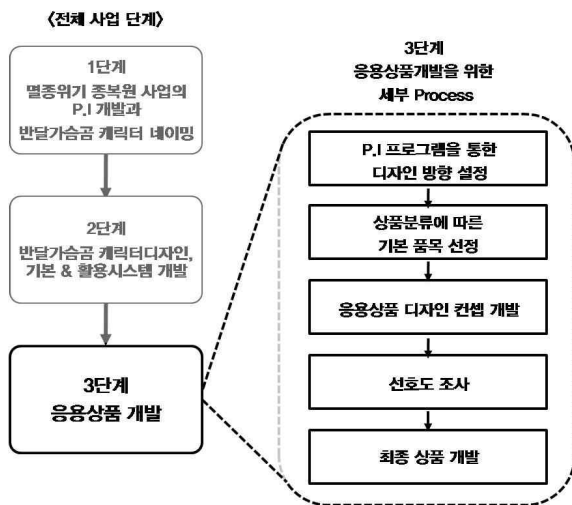 〈전체 사업 단계〉
1단계
멸종위기 종복원 사업의
P.I 개발과
반달가슴곰 캐릭터 네이밍
2단계
반달가슴곰 캐릭터디자인,
기본 & 활용시스템 개발
3단계
응용상품 개발
3단계
응용상품개발을 위한
세부 Process
P.I 프로그램을 통한
디자인 방향 설정
상품분류에 따른
기본 품목 선정
응용상품 디자인 컨셉 개발
선호도 조사
최종 상품 개발